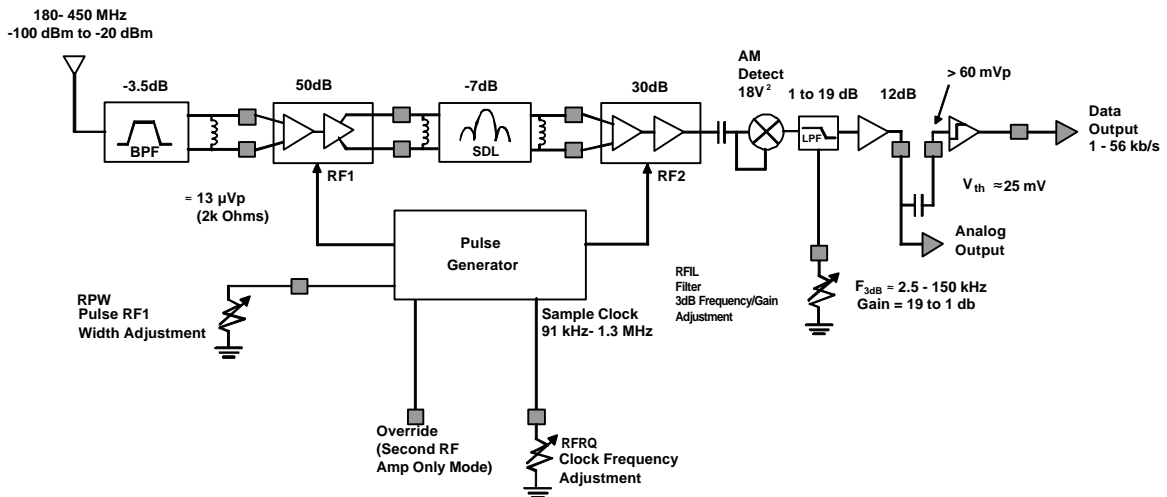 180- 450 MHz
-100 dBm to -20 dBm
-3.5dB
50dB
-7dB
30dB
AM
Detect
18V²
1 to 19 dB
12dB
> 60 mVp
BPF
SDL
LPF
RF1
RF2
Data
Output
1 - 56 kb/s
≈ 13 µVp
(2k Ohms)
Vth ≈25 mV
Analog
Output
Pulse
Generator
RPW
Pulse RF1
Width Adjustment
Sample Clock
91 kHz- 1.3 MHz
RFIL
Filter
3dB Frequency/Gain
Adjustment
F3dB ≈ 2.5 - 150 kHz
Gain = 19 to 1 db
Override
(Second RF
Amp Only Mode)
RFRQ
Clock Frequency
Adjustment